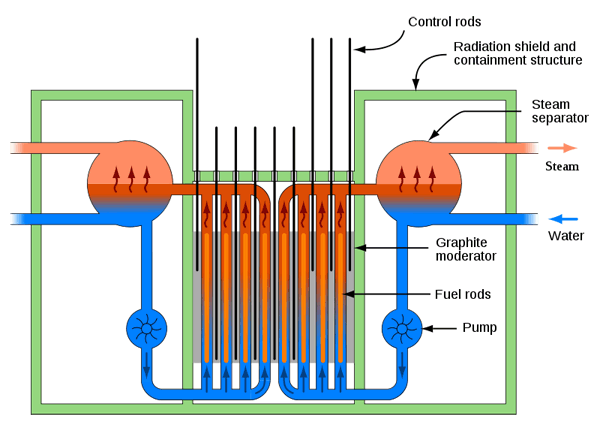 Control rods
Radiation shield and
containment structure
Steam
separator
Steam
Water
Graphite
moderator
Fuel rods
Pump